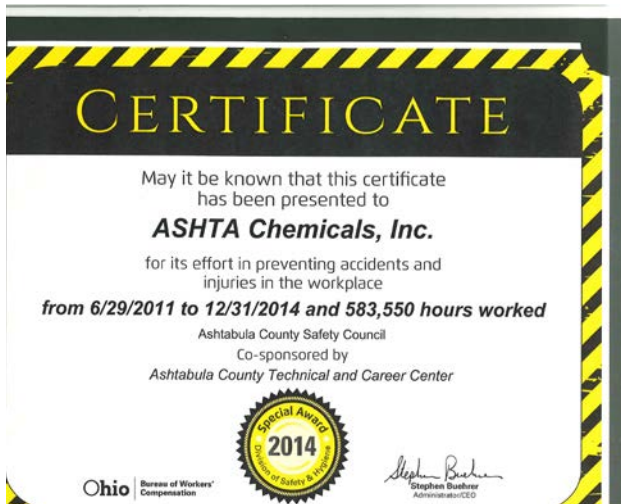 CERTIFICATE
May it be known that this certificate
has been presented to
ASHTA Chemicals, Inc.
for its effort in preventing accidents and
injuries in the workplace
from 6/29/2011 to 12/31/2014 and 583,550 hours worked
Ashtabula County Safety Council
Co-sponsored by
Ashtabula County Technical and Career Center
Special Award
2014
Division of Safety & Hygiene
Ohio
Bureau of Workers'
Compensation
Stephen Buehrer
Stephen Buehrer
Administrator/CEO